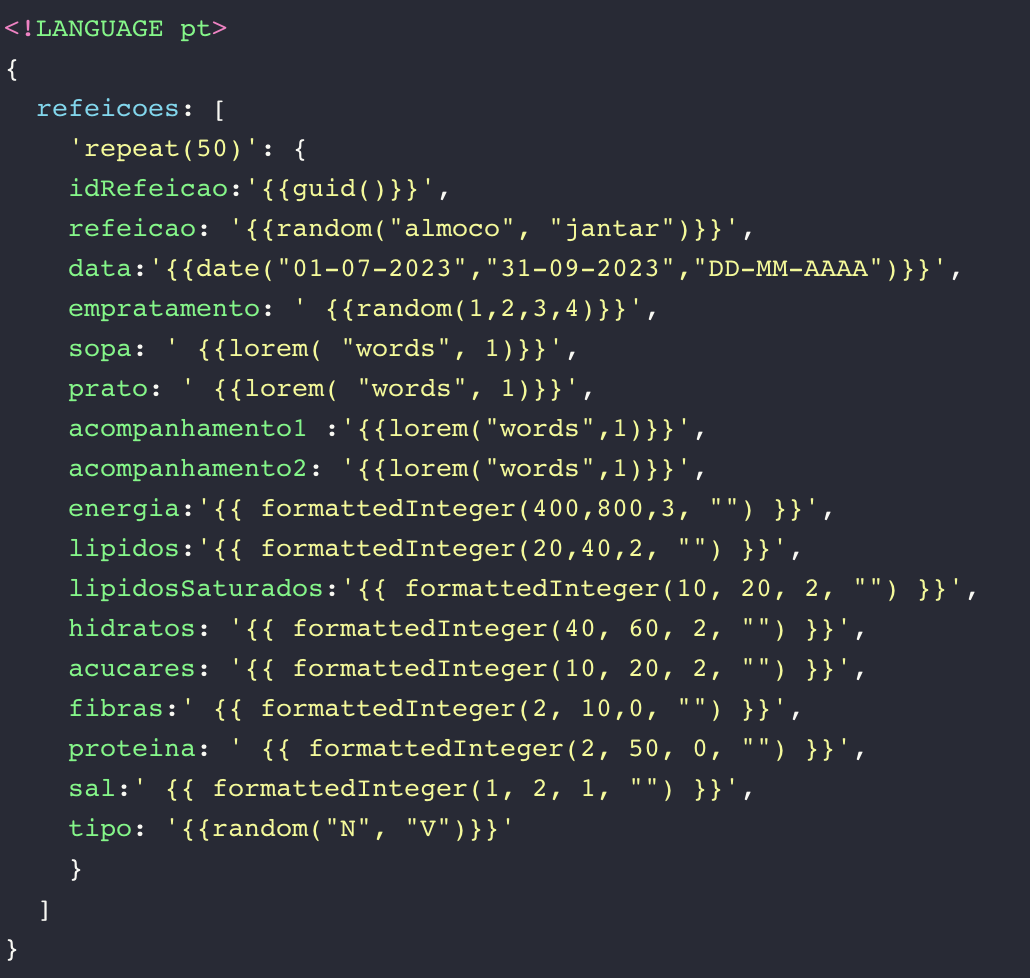 <!LANGUAGE pt>
{
  refeicoes: [
    'repeat(50)': {
    idRefeicao:'{{guid()}}',
    refeicao: '{{random("almoco", "jantar")}}',
    data:'{{date("01-07-2023","31-09-2023","DD-MM-AAAA")}}',
    empratamento: ' {{random(1,2,3,4)}}',
    sopa: ' {{lorem( "words", 1)}}',
    prato: ' {{lorem( "words", 1)}}',
    acompanhamento1 :'{{lorem("words",1)}}',
    acompanhamento2: '{{lorem("words",1)}}',
    energia:'{{ formattedInteger(400,800,3, "") }}',
    lipidos:'{{ formattedInteger(20,40,2, "") }}',
    lipidosSaturados:'{{ formattedInteger(10, 20, 2, "") }}',
    hidratos: '{{ formattedInteger(40, 60, 2, "") }}',
    acucares: '{{ formattedInteger(10, 20, 2, "") }}',
    fibras:' {{ formattedInteger(2, 10,0, "") }}',
    proteina: ' {{ formattedInteger(2, 50, 0, "") }}',
    sal:' {{ formattedInteger(1, 2, 1, "") }}',
    tipo: '{{random("N", "V")}}'
    }
  ]
}